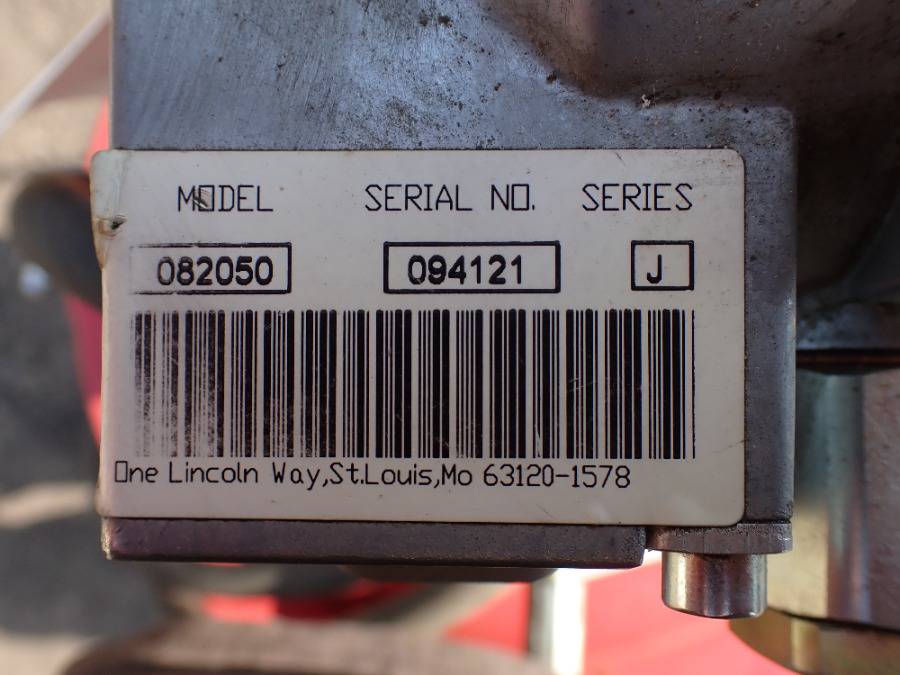 MODEL SERIAL NO. SERIES
082050 094121 J
One Lincoln Way,St.Louis,Mo 63120-1578